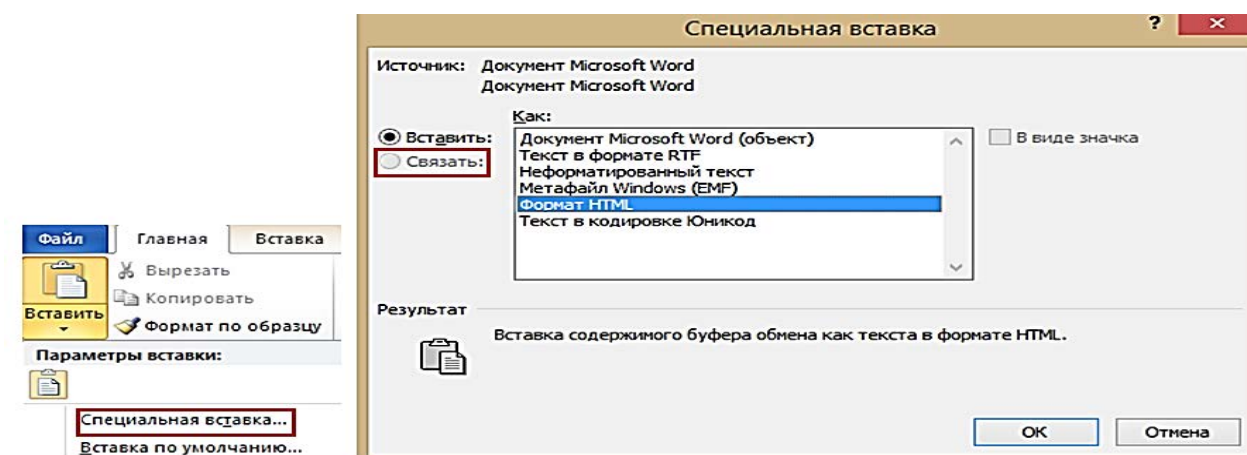 Файл Главная Вставка
Вырезать
Копировать
Вставить
Формат по образцу
Параметры вставки:
Специальная вставка...
Вставка по умолчанию...
Специальная вставка ? ×
Источник: Документ Microsoft Word
Документ Microsoft Word
Как:
Вставить:
Связать:
Документ Microsoft Word (объект)
Текст в формате RTF
Неформатированный текст
Метафайл Windows (EMF)
Формат HTML
Текст в кодировке Юникод
В виде значка
Результат
Вставка содержимого буфера обмена как текста в формате HTML.
ОК Отмена